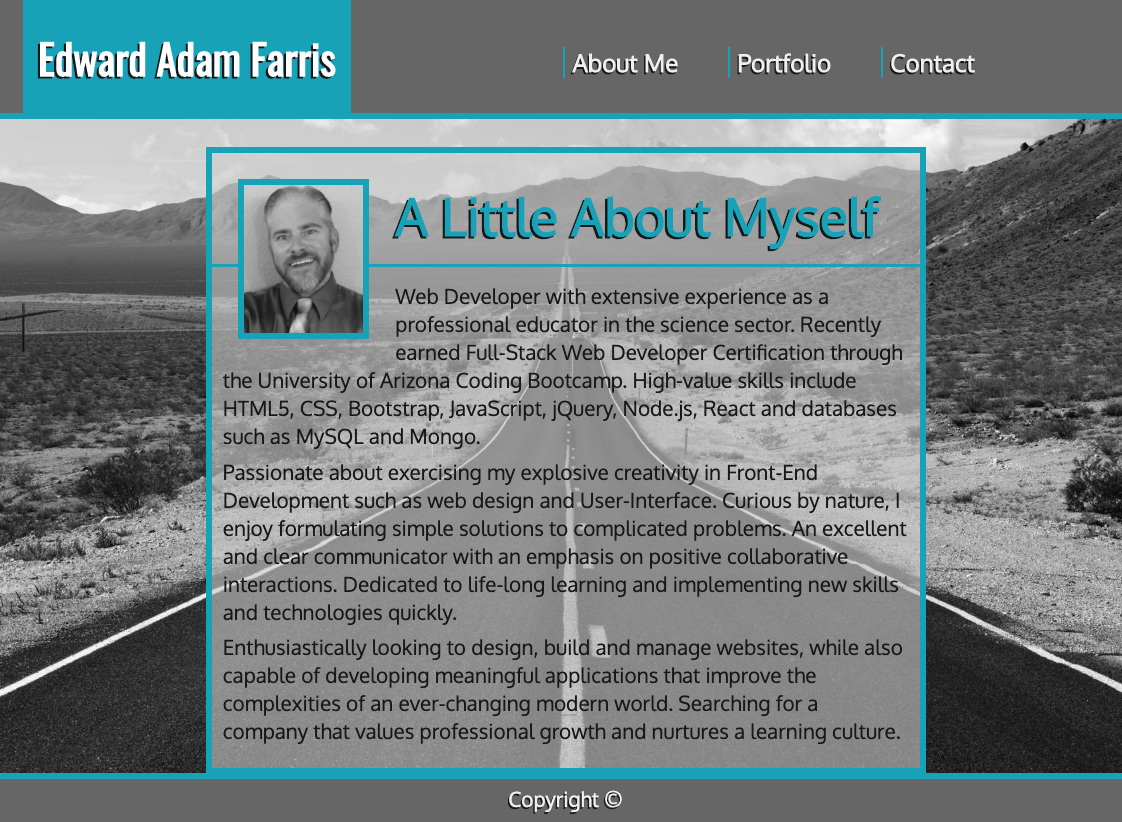 Edward Adam Farris
About Me
Portfolio
Contact
A Little About Myself
Web Developer with extensive experience as a
professional educator in the science sector. Recently
earned Full-Stack Web Developer Certification through
the University of Arizona Coding Bootcamp. High-value skills include
HTML5, CSS, Bootstrap, JavaScript, jQuery, Node.js, React and databases
such as MySQL and Mongo.
Passionate about exercising my explosive creativity in Front-End
Development such as web design and User-Interface. Curious by nature, I
enjoy formulating simple solutions to complicated problems. An excellent
and clear communicator with an emphasis on positive collaborative
interactions. Dedicated to life-long learning and implementing new skills
and technologies quickly.
Enthusiastically looking to design, build and manage websites, while also
capable of developing meaningful applications that improve the
complexities of an ever-changing modern world. Searching for a
company that values professional growth and nurtures a learning culture.
Copyright ©